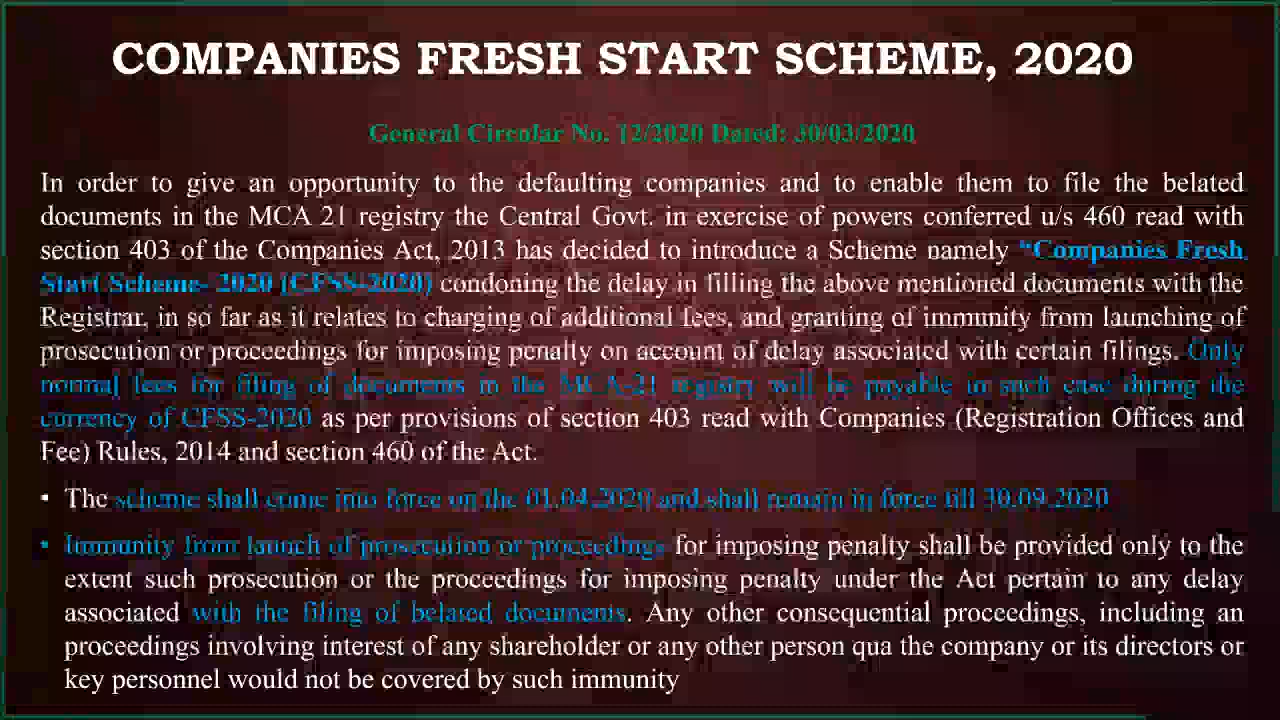 COMPANIES FRESH START SCHEME, 2020
General Circular No. 12/2020 Dated: 30/03/2020
In order to give an opportunity to the defaulting companies and to enable them to file the belated
documents in the MCA 21 registry the Central Govt. in exercise of powers conferred u/s 460 read with
section 403 of the Companies Act, 2013 has decided to introduce a Scheme namely “Companies Fresh
Start Scheme- 2020 (CFSS-2020) condoning the delay in filling the above mentioned documents with the
Registrar, in so far as it relates to charging of additional fees, and granting of immunity from launching of
prosecution or proceedings for imposing penalty on account of delay associated with certain filings. Only
normal fees for filing of documents in the MCA-21 registry will be payable in such case during the
currency of CFSS-2020 as per provisions of section 403 read with Companies (Registration Offices and
Fee) Rules, 2014 and section 460 of the Act.
▪ The scheme shall come into force on the 01.04.2020 and shall remain in force till 30.09.2020
▪ Immunity from launch of prosecution or proceedings for imposing penalty shall be provided only to the
extent such prosecution or the proceedings for imposing penalty under the Act pertain to any delay
associated with the filing of belated documents. Any other consequential proceedings, including an
proceedings involving interest of any shareholder or any other person qua the company or its directors or
key personnel would not be covered by such immunity